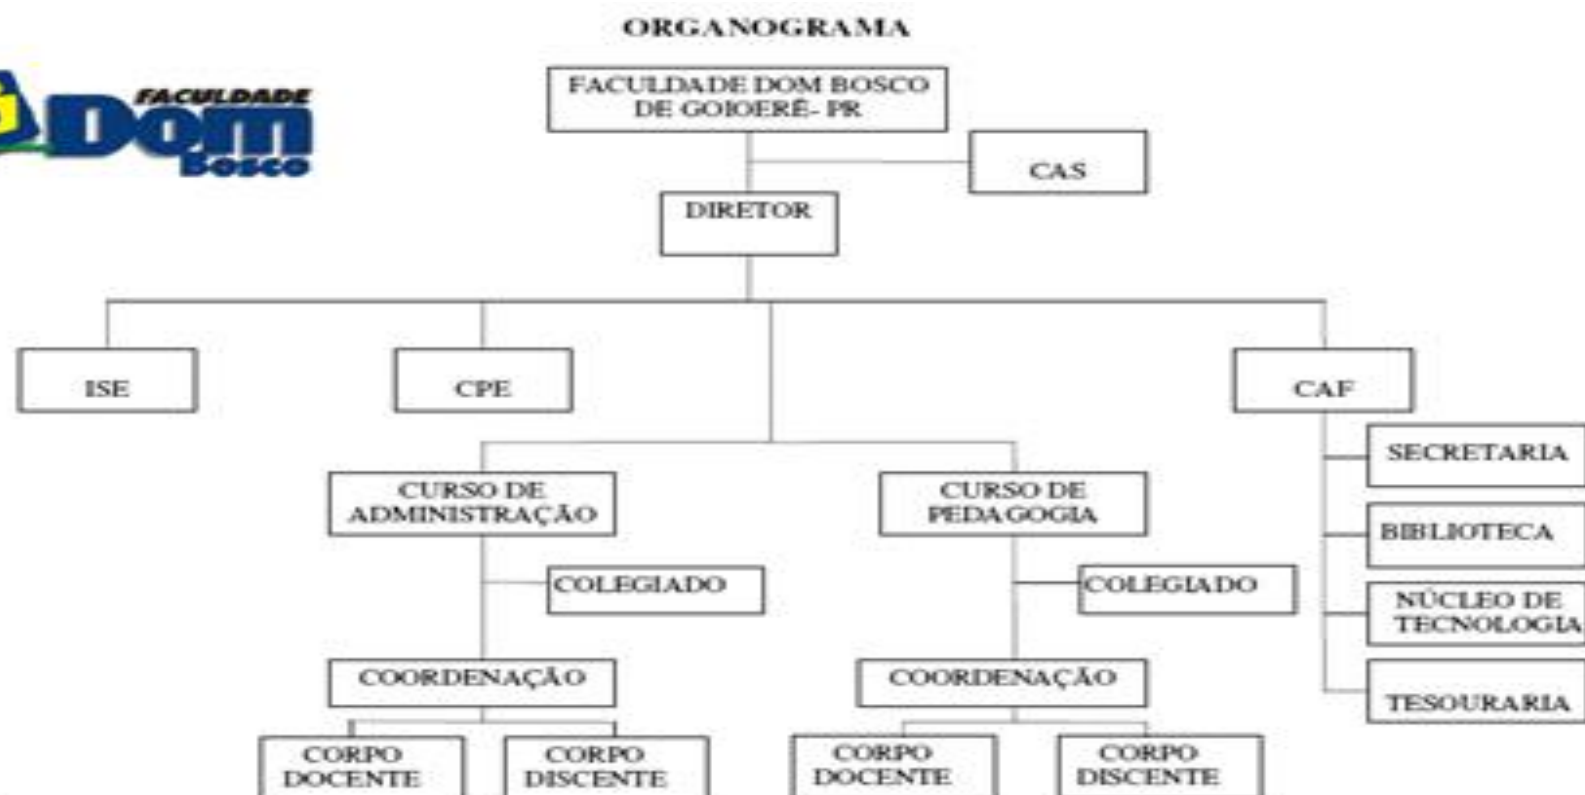 ORGANOGRAMA
FACULDADE
Dom
Bosco
FACULDADE DOM BOSCO
DE GOIOERÊ- PR
CAS
DIRETOR
ISE
CPE
CAF
CURSO DE
ADMINISTRAÇÃO
CURSO DE
PEDAGOGIA
SECRETARIA
BIBLIOTECA
COLEGIADO
COLEGIADO
NÚCLEO DE
TECNOLOGIA
COORDENAÇÃO
COORDENAÇÃO
TESOURARIA
CORPO
DOCENTE
CORPO
DISCENTE
CORPO
DOCENTE
CORPO
DISCENTE